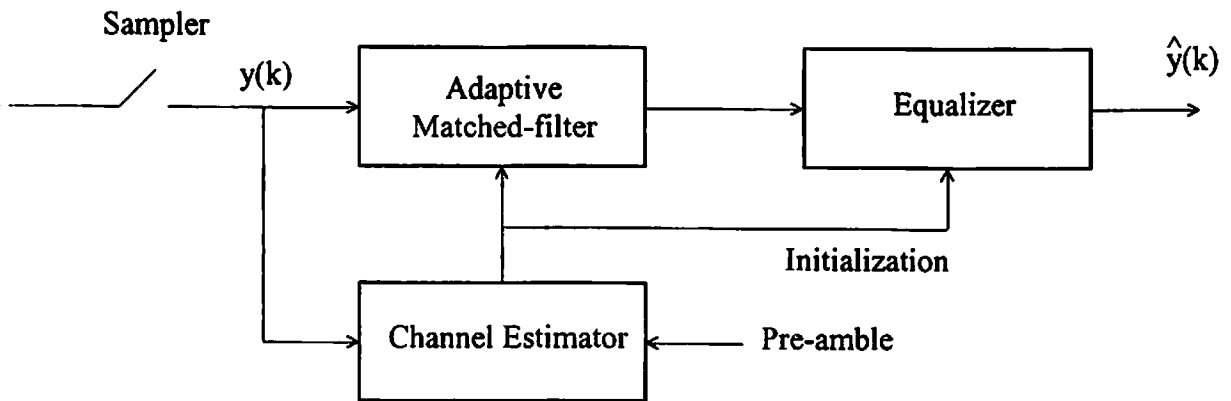 Sampler
y(k)
Adaptive
Matched-filter
Equalizer
ŷ(k)
Initialization
Channel Estimator
Pre-amble